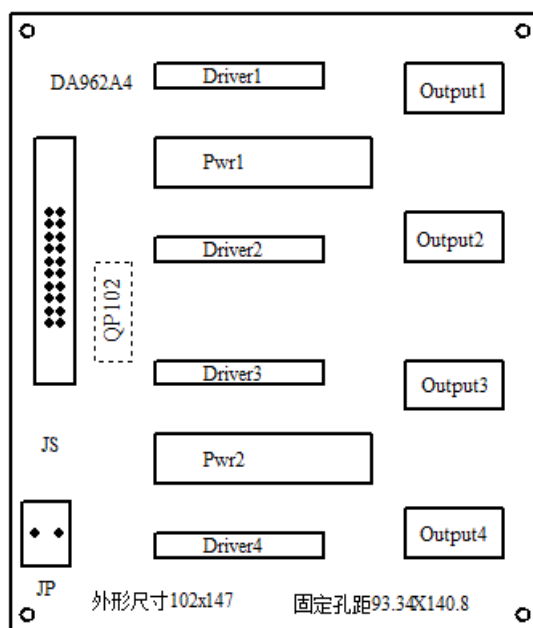 Driver1
DA962A4
Output1
Pwr1
Driver2
Output2
QP102
Driver3
Output3
JS
Pwr2
Output4
Driver4
JP
外形尺寸102x147
固定孔距93.34X140.8